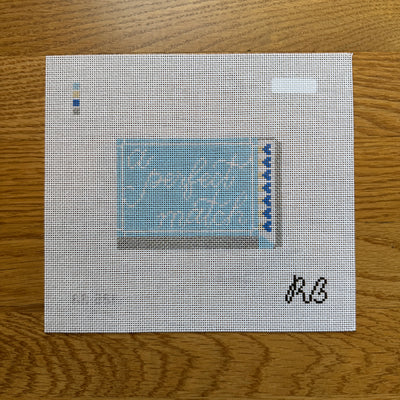 a
perfect
match
RB